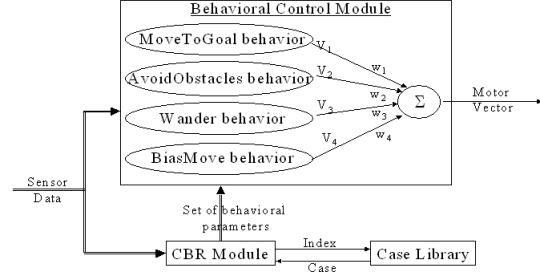 Behavioral Control Module
MoveToGoal behavior
V1
w1
AvoidObstacles behavior
V2
w2
Σ
Motor
Vector
Wander behavior
V3
w3
BiasMove behavior
V4
w4
Sensor
Data
Set of behavioral
parameters
CBR Module
Index
Case
Case Library